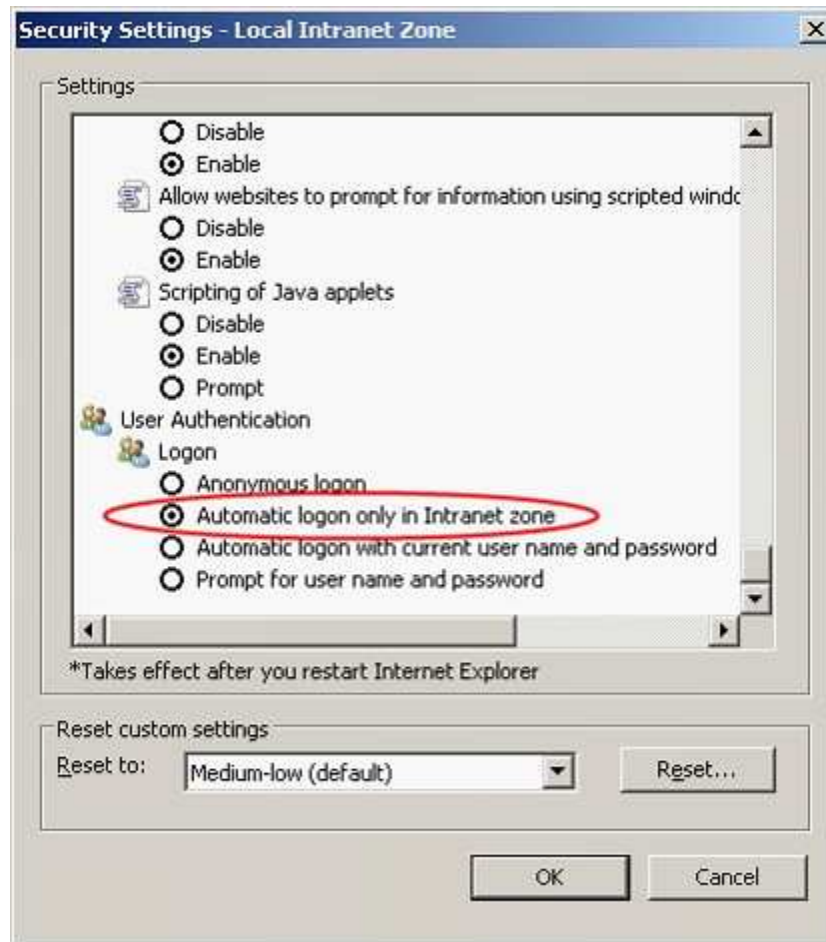 Security Settings - Local Intranet Zone
Settings
Disable
Enable
Allow websites to prompt for information using scripted
Disable
Enable
Scripting of Java applets
Disable
Enable
Prompt
User Authentication
Logon
Anonymous logon
Automatic logon only in Intranet zone
Automatic logon with current user name and password
Prompt for user name and password
*Takes effect after you restart Internet Explorer
Reset custom settings
Reset to: Medium-low (default) Reset...
OK Cancel